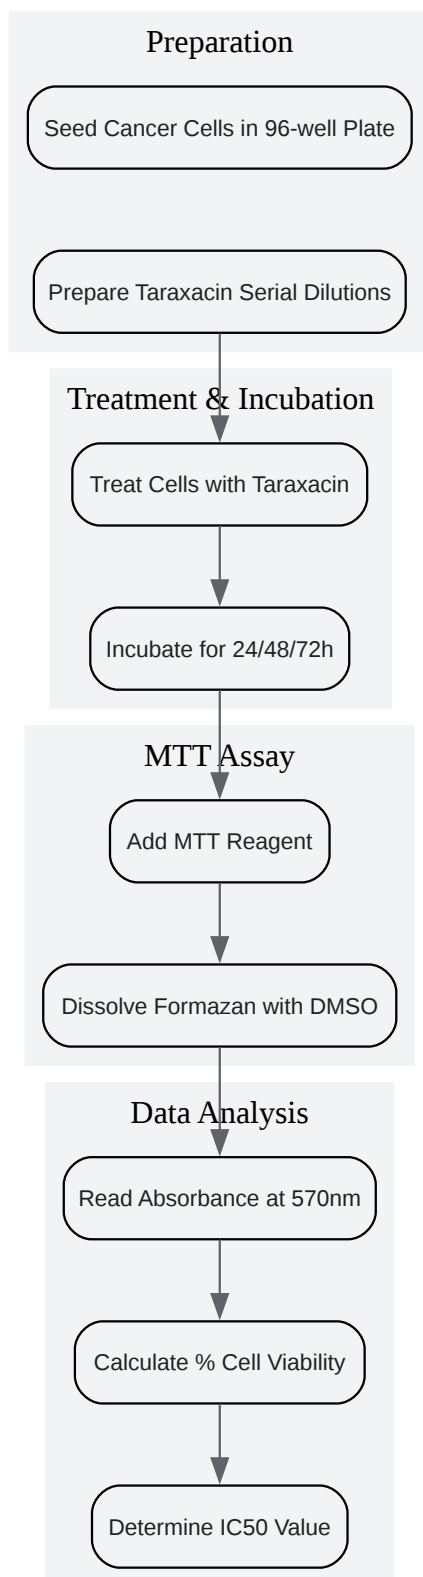 Preparation
Seed Cancer Cells in 96-well Plate
Prepare Taraxacin Serial Dilutions
Treatment & Incubation
Treat Cells with Taraxacin
Incubate for 24/48/72h
MTT Assay
Add MTT Reagent
Dissolve Formazan with DMSO
Data Analysis
Read Absorbance at 570nm
Calculate % Cell Viability
Determine IC50 Value